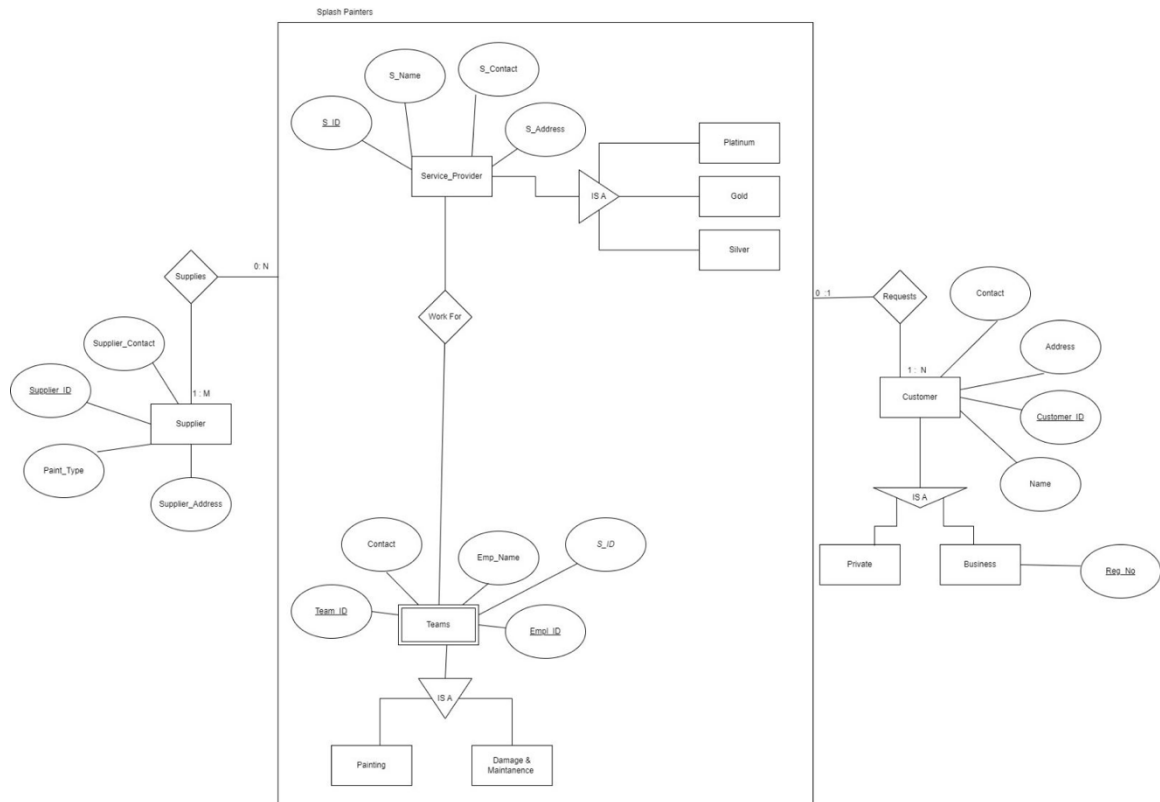 Splash Painters
S_Name
S_Contact
S_ID
S_Address
Service_Provider
Platinum
IS A
Gold
Silver
Supplies
0: N
Supplier_Contact
Supplier_ID
1 : M
Supplier
Paint_Type
Supplier_Address
Work For
0 :1
Requests
Contact
Address
1 : N
Customer
Customer_ID
Name
IS A
Private
Business
Reg_No
Contact
Emp_Name
S_ID
Team_ID
Teams
Empl_ID
IS A
Painting
Damage &
Maintanence